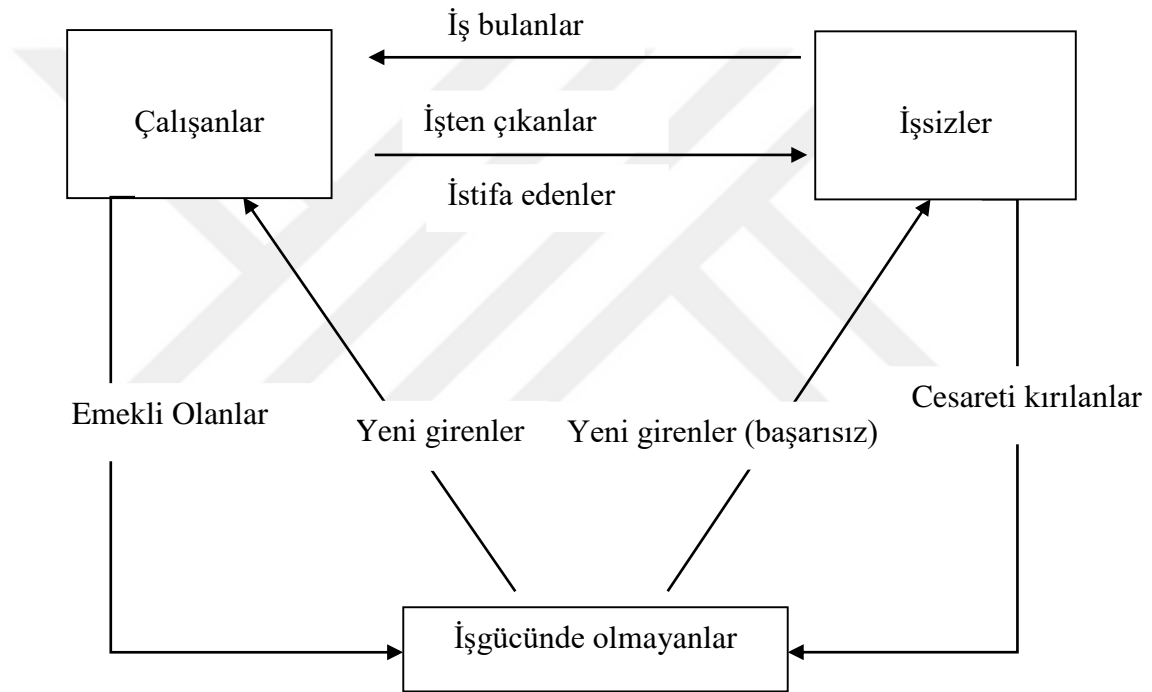 İş bulanlar
Çalışanlar
İşten çıkanlar
İşsizler
İstifa edenler
Emekli Olanlar
Yeni girenler
Yeni girenler (başarısız)
Cesareti kırılanlar
İşgücünde olmayanlar